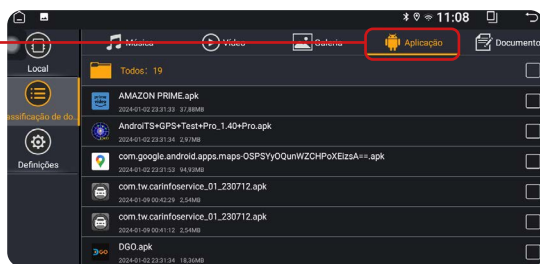 11:08
Música
Vídeo
Galeria
Aplicação
Documento
Local
Todos: 19
AMAZON PRIME.apk
2024-01-02 23:31:33 37,88MB
assificação de do..
AndroiTS+GPS+Test+Pro_1.40+Pro.apk
2024-01-02 23:31:34 2,97MB
Definições
com.google.android.apps.maps-OSPSYyOQunWZCHPoXEizsA==.apk
2024-01-02 23:31:53 94,93MB
com.tw.carinfoservice_01_230712.apk
2024-01-09 00:42:29 2,54MB
com.tw.carinfoservice_01_230712.apk
2024-01-09 00:41:12 2,54MB
DGO
DGO.apk
2024-01-02 23:31:34 18,36MB